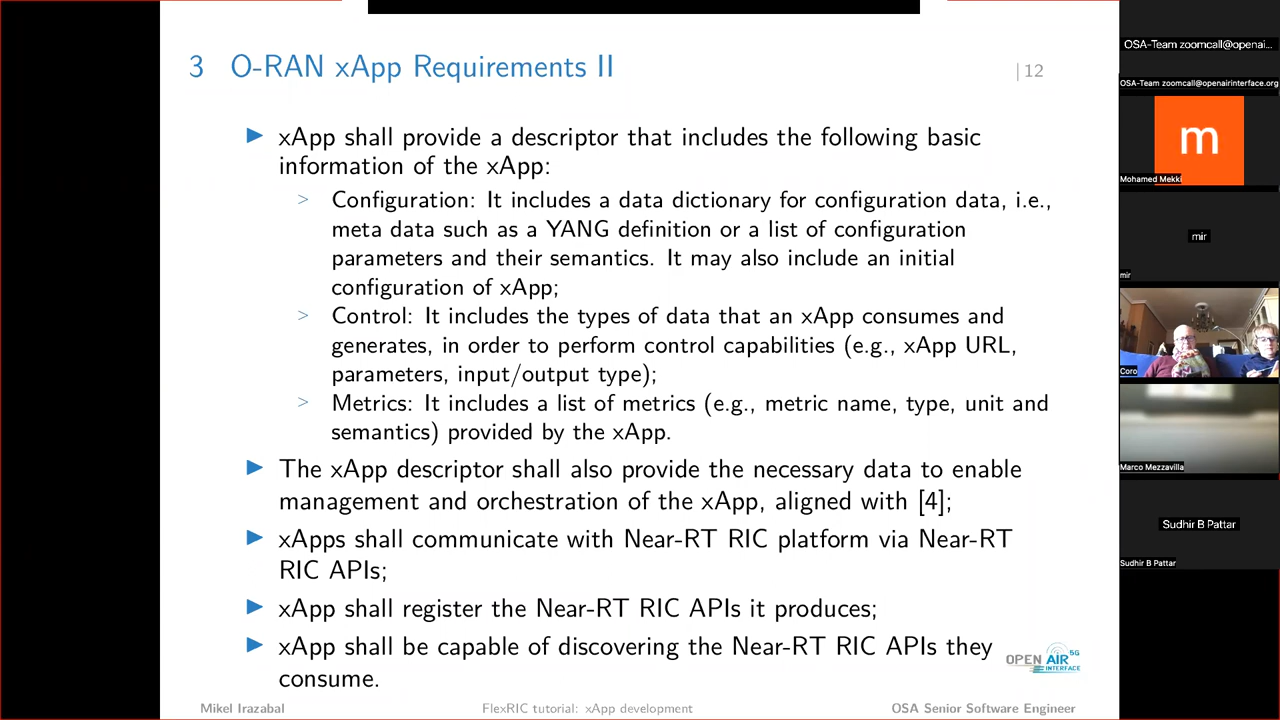 3 O-RAN xApp Requirements II
| 12
▶ xApp shall provide a descriptor that includes the following basic
information of the xApp:
> Configuration: It includes a data dictionary for configuration data, i.e.,
meta data such as a YANG definition or a list of configuration
parameters and their semantics. It may also include an initial
configuration of xApp;
> Control: It includes the types of data that an xApp consumes and
generates, in order to perform control capabilities (e.g., xApp URL,
parameters, input/output type);
> Metrics: It includes a list of metrics (e.g., metric name, type, unit and
semantics) provided by the xApp.
▶ The xApp descriptor shall also provide the necessary data to enable
management and orchestration of the xApp, aligned with [4];
▶ xApps shall communicate with Near-RT RIC platform via Near-RT
RIC APIs;
▶ xApp shall register the Near-RT RIC APIs it produces;
▶ xApp shall be capable of discovering the Near-RT RIC APIs they
consume.
OPEN AIR 5G
INTERFACE
Mikel Irazabal FlexRIC tutorial: xApp development OSA Senior Software Engineer
OSA-Team zoomcall@openai...
OSA-Team zoomcall@openairinterface.org
m
Mohamed Mekki
mir
mir
Coro
Marco Mezzavilla
Sudhir B Pattar
Sudhir B Pattar